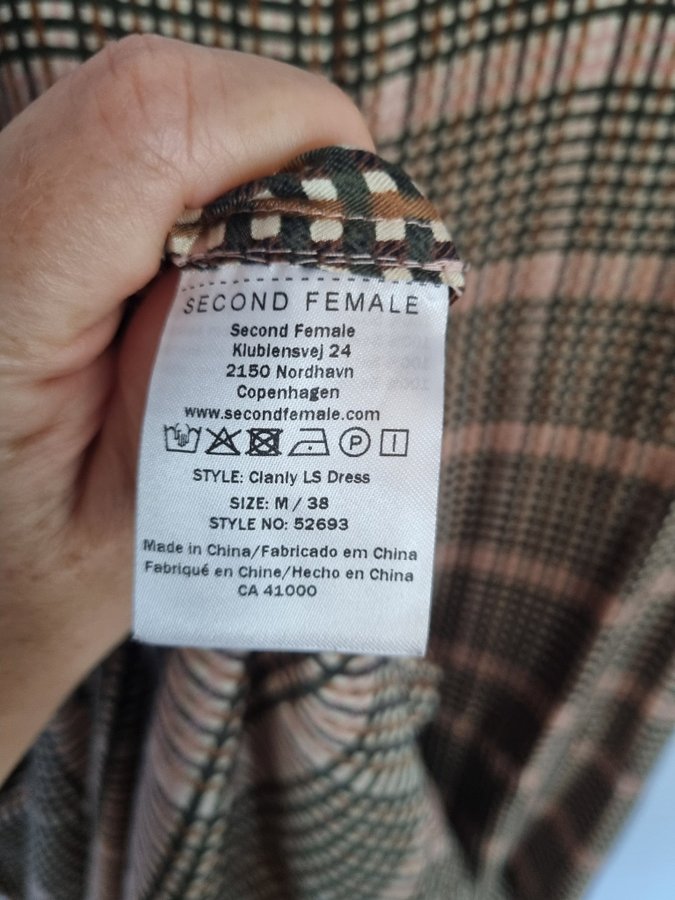 SECOND FEMALE
Second Female
Klubiensvej 24
2150 Nordhavn
Copenhagen
www.secondfemale.com
P
STYLE: Clanly LS Dress
SIZE: M / 38
STYLE NO: 52693
Made in China/Fabricado em China
Fabriqué en Chine/Hecho en China
CA 41000